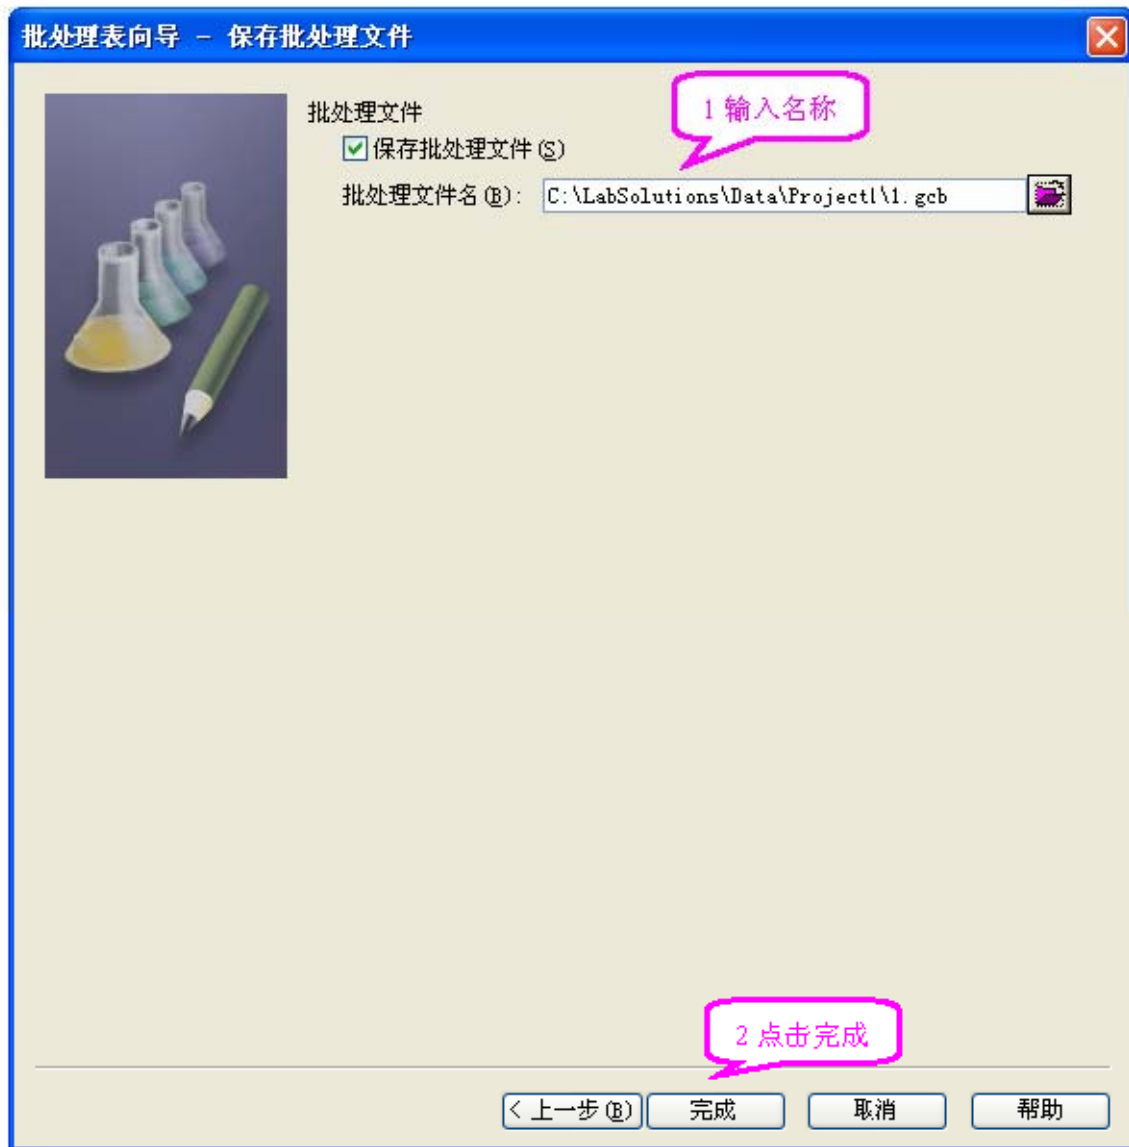 批处理表向导 - 保存批处理文件
1 输入名称
批处理文件
保存批处理文件(S)
批处理文件名(B): C:\LabSolutions\Data\Project1\1.gcb
2 点击完成
< 上一步(B) 完成 取消 帮助